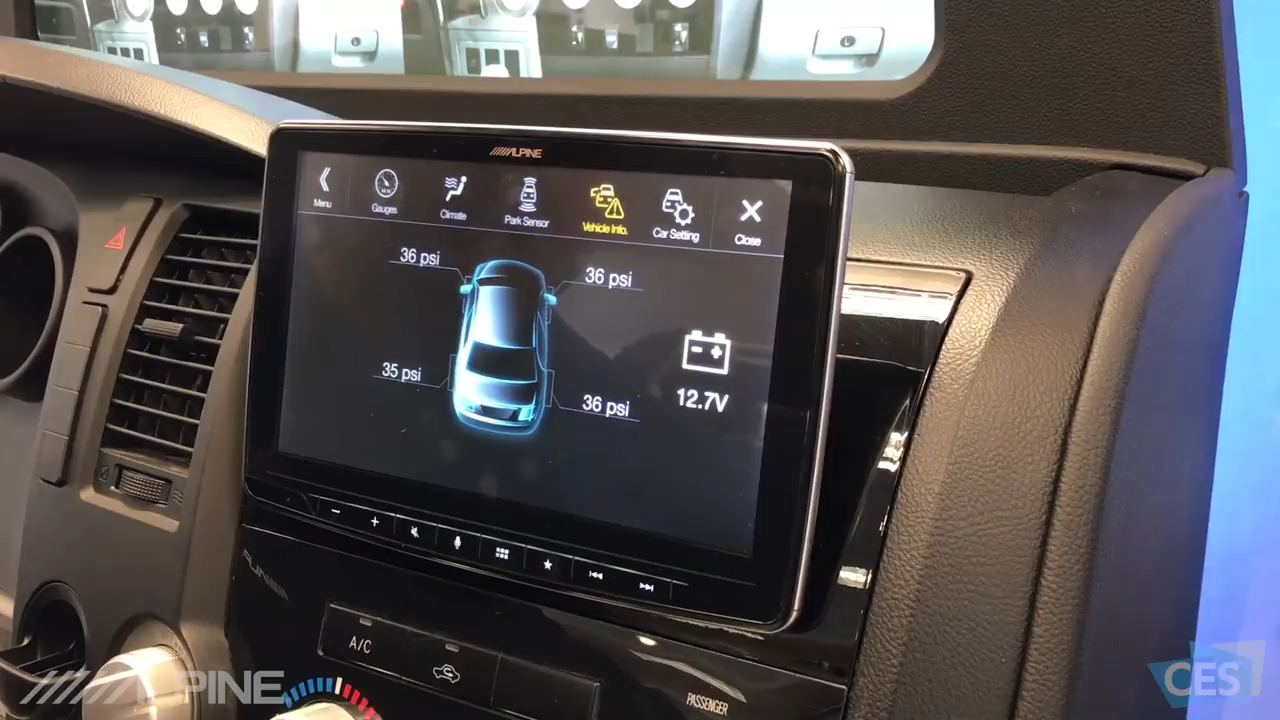 ALPINE
Menu
Gauges
Climate
Park Sensor
Vehicle Info.
Car Setting
Close
36 psi
36 psi
35 psi
36 psi
12.7V
A/C
PASSENGER
ALPINE
CES